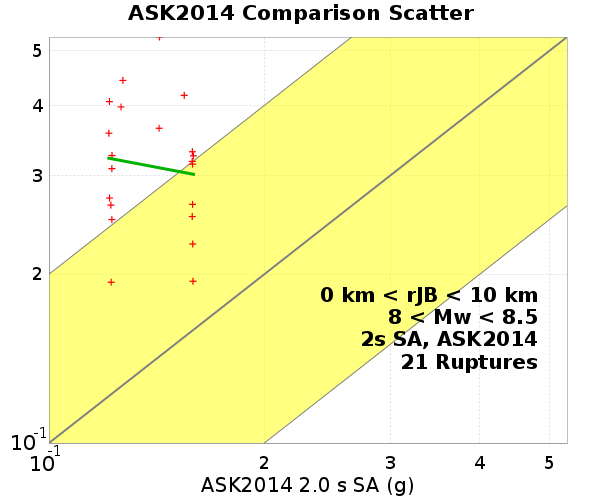 ASK2014 Comparison Scatter
5
4
3
2
10-1
10-1
2
3
4
5
0 km < rJB < 10 km
8 < Mw < 8.5
2s SA, ASK2014
21 Ruptures
ASK2014 2.0 s SA (g)